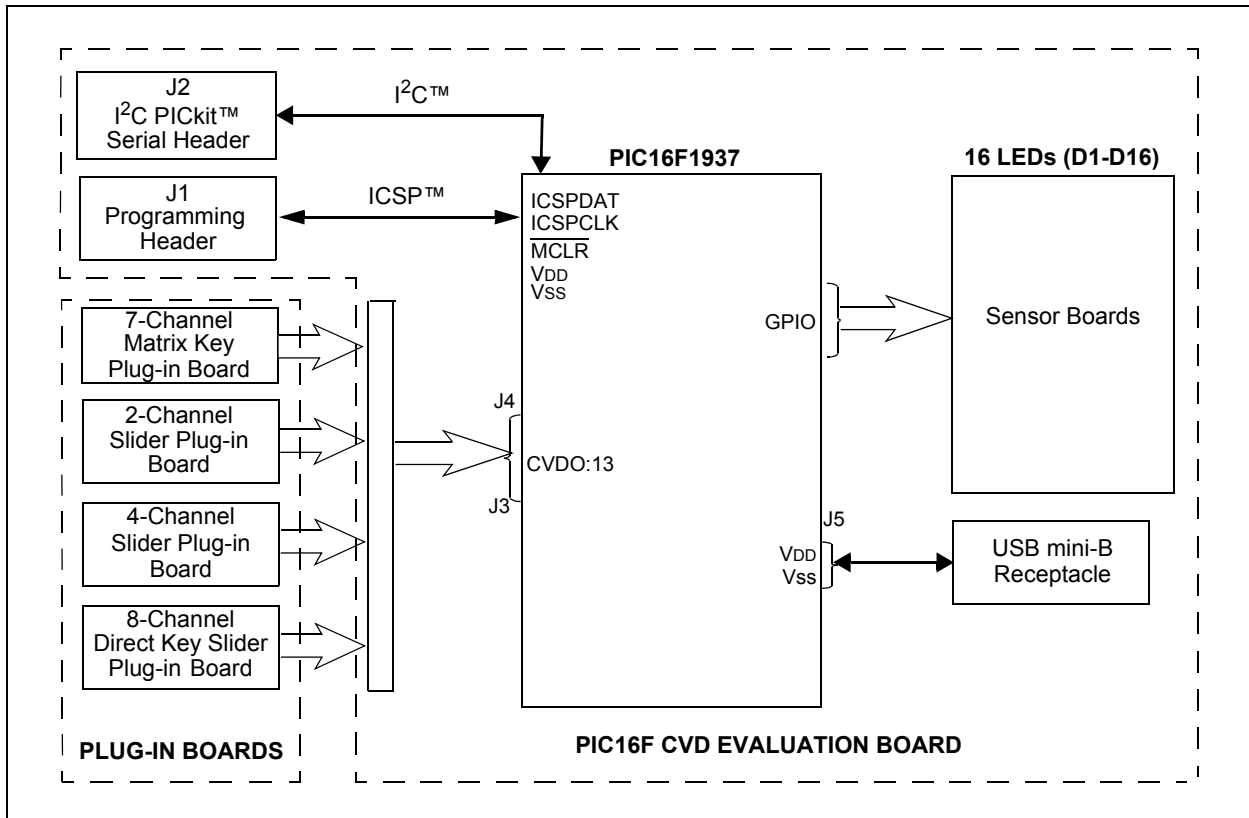 J2
I²C PICkit™
Serial Header
I²C™
J1
Programming
Header
ICSP™
PIC16F1937
ICSPDAT
ICSPCLK
MCLR
VDD
VSS
GPIO
J4
CVDO:13
J3
J5
VDD
Vss
16 LEDs (D1-D16)
Sensor Boards
USB mini-B
Receptacle
7-Channel
Matrix Key
Plug-in Board
2-Channel
Slider Plug-in
Board
4-Channel
Slider Plug-in
Board
8-Channel
Direct Key Slider
Plug-in Board
PLUG-IN BOARDS
PIC16F CVD EVALUATION BOARD